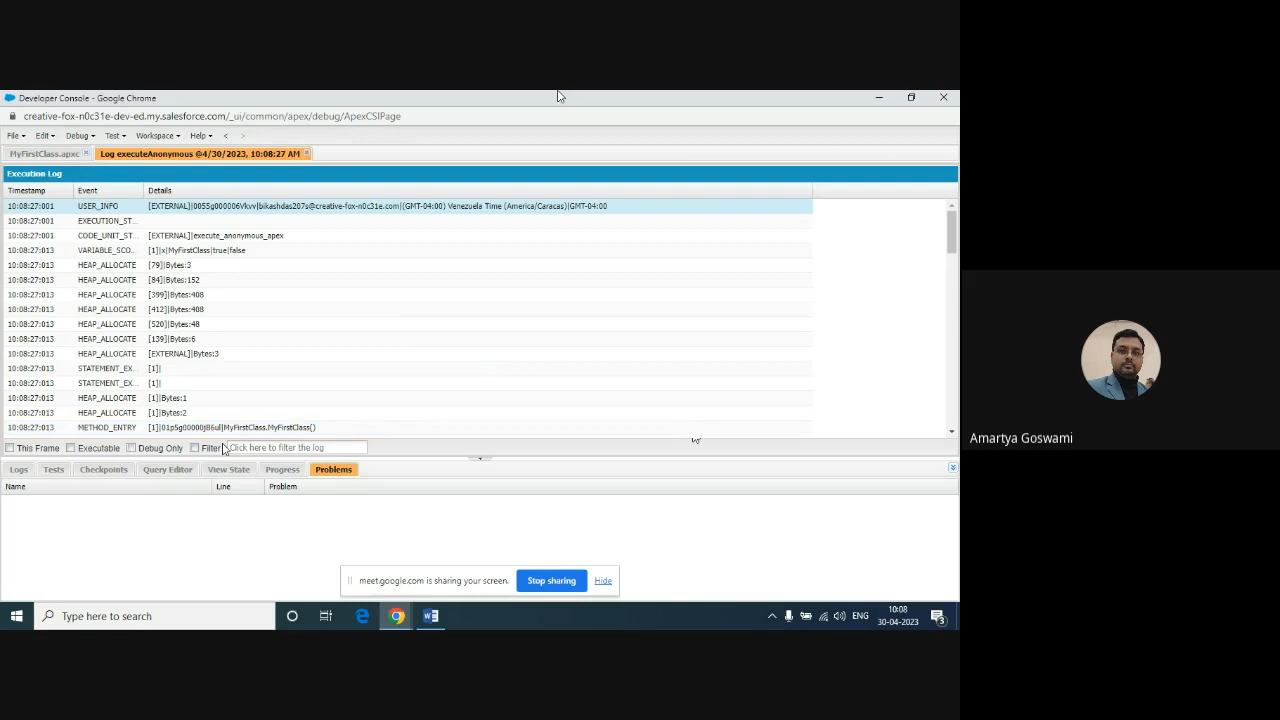 Developer Console - Google Chrome
creative-fox-n0c31e-dev-ed.my.salesforce.com/_ui/common/apex/debug/ApexCSIPage
File Edit Debug Test Workspace Help < >
MyFirstClass.apxc Log executeAnonymous @4/30/2023, 10:08:27 AM
Execution Log
Timestamp Event Details
10:08:27:001 USER_INFO [EXTERNAL]|0055g000006Vkvv|bikashdas207s@creative-fox-n0c31e.com|(GMT-04:00) Venezuela Time (America/Caracas)|GMT-04:00
10:08:27:001 EXECUTION_ST...
10:08:27:001 CODE_UNIT_ST... [EXTERNAL]|execute_anonymous_apex
10:08:27:013 VARIABLE_SCO... [1]|x|MyFirstClass|true|false
10:08:27:013 HEAP_ALLOCATE [79]|Bytes:3
10:08:27:013 HEAP_ALLOCATE [84]|Bytes:152
10:08:27:013 HEAP_ALLOCATE [399]|Bytes:408
10:08:27:013 HEAP_ALLOCATE [412]|Bytes:408
10:08:27:013 HEAP_ALLOCATE [520]|Bytes:48
10:08:27:013 HEAP_ALLOCATE [139]|Bytes:6
10:08:27:013 HEAP_ALLOCATE [EXTERNAL]|Bytes:3
10:08:27:013 STATEMENT_EX... [1]|
10:08:27:013 STATEMENT_EX... [1]|
10:08:27:013 HEAP_ALLOCATE [1]|Bytes:1
10:08:27:013 HEAP_ALLOCATE [1]|Bytes:2
10:08:27:013 METHOD_ENTRY [1]|01p5g00000jB6ul|MyFirstClass.MyFirstClass()
This Frame Executable Debug Only Filter Click here to filter the log
Logs Tests Checkpoints Query Editor View State Progress Problems
Name Line Problem
meet.google.com is sharing your screen. Stop sharing Hide
Type here to search
ENG
10:08
30-04-2023
3
Amartya Goswami